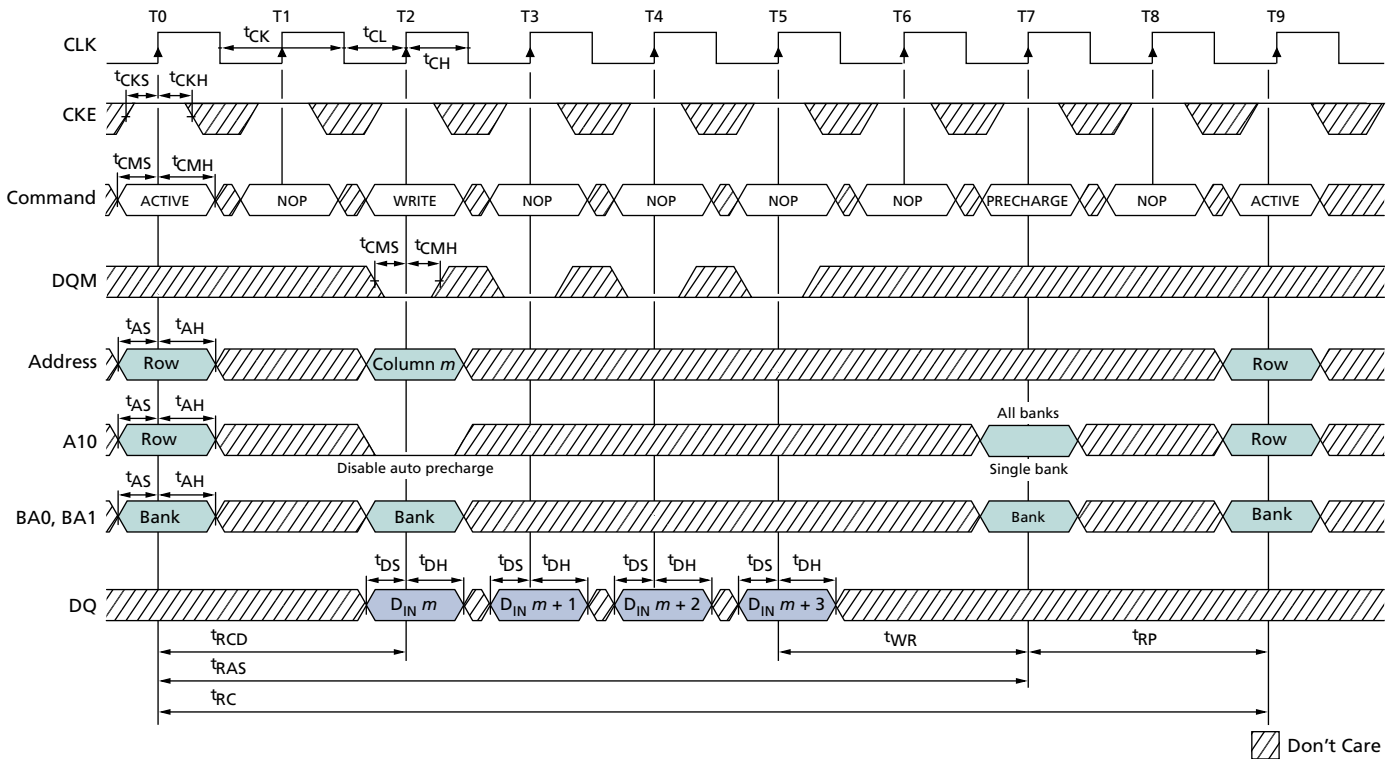 T0 T1 T2 T3 T4 T5 T6 T7 T8 T9
CLK
tCK tCL
tCH
tCKS tCKH
CKE
tCMS tCMH
Command ACTIVE NOP WRITE NOP NOP NOP NOP PRECHARGE NOP ACTIVE
tCMS tCMH
DQM
tAS tAH
Address Row Column m Row
tAS tAH All banks
A10 Row Row
Disable auto precharge Single bank
tAS tAH
BA0, BA1 Bank Bank Bank Bank
tDS tDH tDS tDH tDS tDH tDS tDH
DQ DIN m DIN m + 1 DIN m + 2 DIN m + 3
tRCD tWR tRP
tRAS
tRC
Don't Care